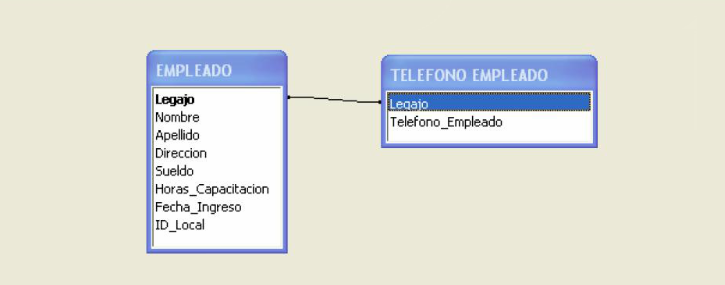 EMPLEADO
Legajo
Nombre
Apellido
Direccion
Sueldo
Horas_Capacitacion
Fecha_Ingreso
ID_Local
TELEFONO EMPLEADO
Legajo
Telefono_Empleado